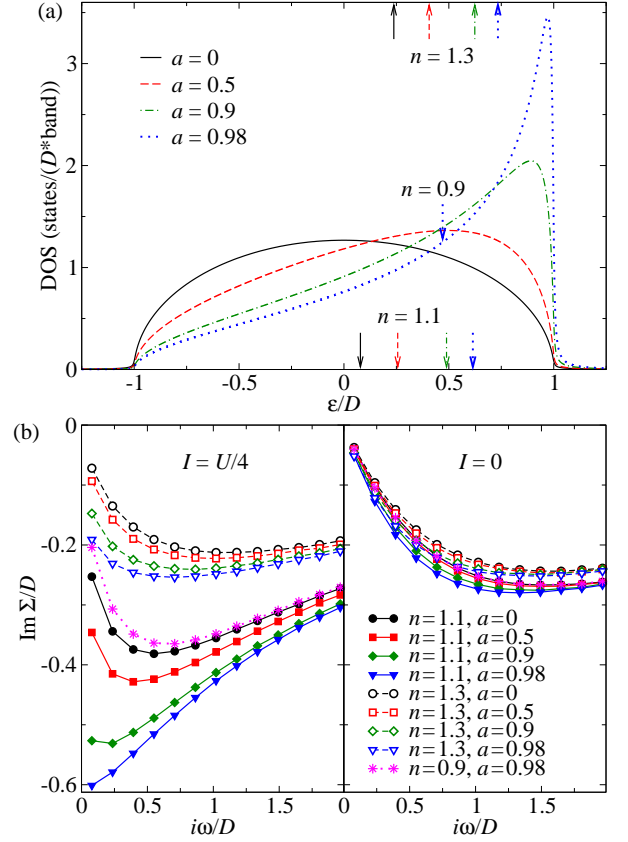 (a)
3
2
1
0
DOS (states/(D*band))
a = 0
a = 0.5
a = 0.9
a = 0.98
n = 1.3
n = 0.9
n = 1.1
-1 -0.5 0 0.5 1
ε/D
(b)
0
-0.2
-0.4
-0.6
Im Σ/D
I = U/4
I = 0
n=1.1, a=0
n=1.1, a=0.5
n=1.1, a=0.9
n=1.1, a=0.98
n=1.3, a=0
n=1.3, a=0.5
n=1.3, a=0.9
n=1.3, a=0.98
n=0.9, a=0.98
0 0.5 1 1.5 0 0.5 1 1.5 2
iω/D iω/D